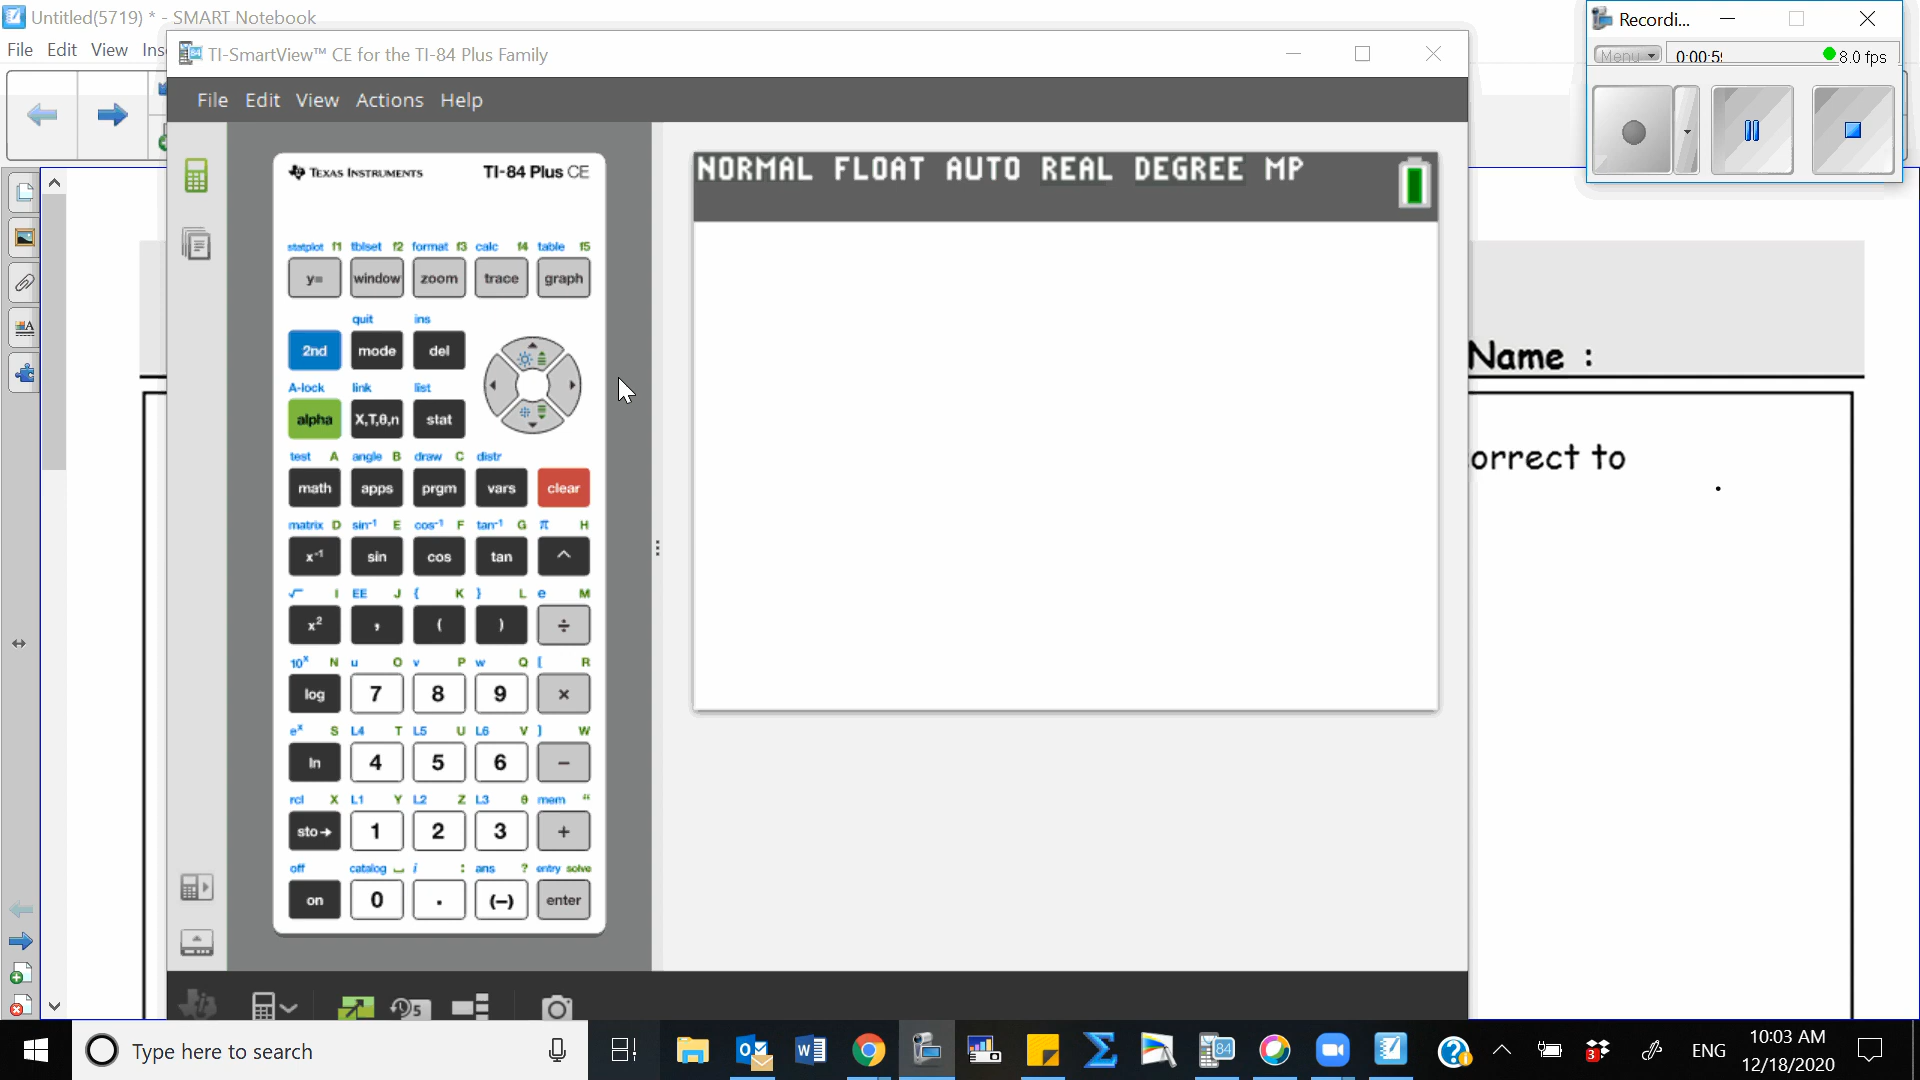 Untitled(5719) * - SMART Notebook
File Edit View Ins
TI-SmartView™ CE for the TI-84 Plus Family
File Edit View Actions Help
Recordi...
Menu
8.0 fps
TEXAS INSTRUMENTS TI-84 Plus CE
statplot f1 tblset f2 format f3 calc f4 table f5
y= window zoom trace graph
quit ins
2nd mode del
A-lock link list
alpha X,T,θ,n stat
test A angle B draw C distr
math apps prgm vars clear
matrix D sin⁻¹ E cos⁻¹ F tan⁻¹ G π H
x⁻¹ sin cos tan ^
√ I EE J { K } L e M
x² , ( ) ÷
10ˣ N u O v P w Q [ R
log 7 8 9 ×
eˣ S L4 T L5 U L6 V ] W
ln 4 5 6 −
rcl X L1 Y L2 Z L3 θ mem "
sto→ 1 2 3 +
off catalog ⎵ i : ans ? entry solve
on 0 . (−) enter
NORMAL FLOAT AUTO REAL DEGREE MP
Name :
orrect to
Type here to search
ENG
10:03 AM
12/18/2020